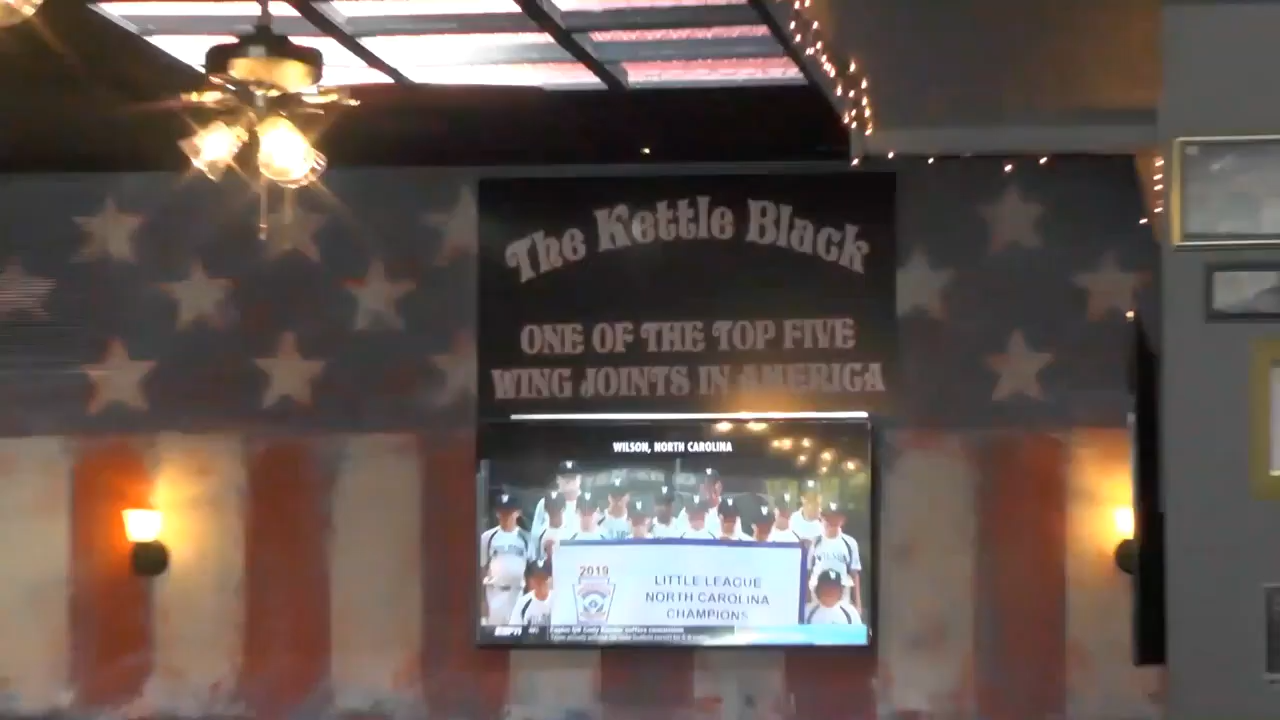 The Kettle Black
ONE OF THE TOP FIVE
WING JOINTS IN AMERICA
WILSON, NORTH CAROLINA
2019
LITTLE LEAGUE
NORTH CAROLINA
CHAMPIONS
ESPN